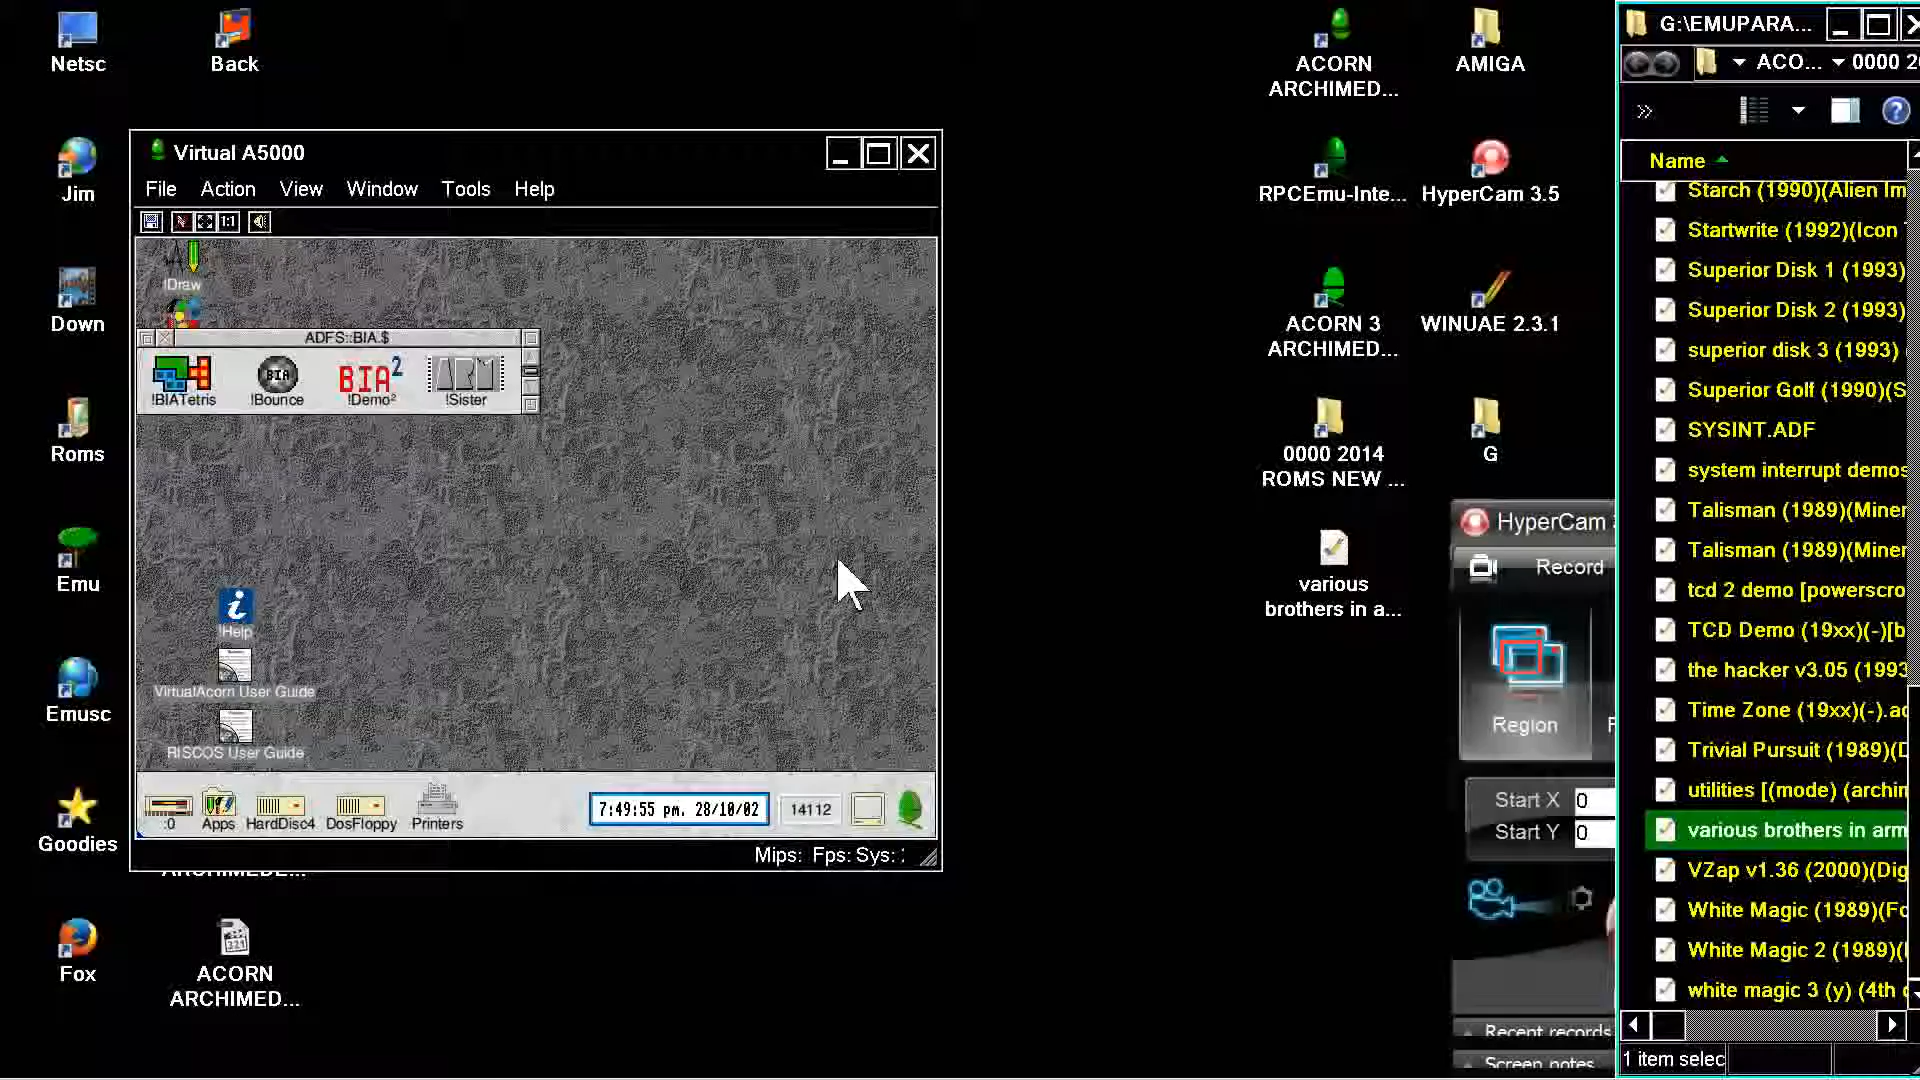 Netsc
Back
Jim
Down
Roms
Emu
Emusc
Goodies
Fox
ACORN
ARCHIMED...
Virtual A5000
File Action View Window Tools Help
1:1
!Draw
ADFS::BIA.$
!BIATetris
BIA
!Bounce
BIA2
!Demo²
ARM
!Sister
!Help
VirtualAcorn User Guide
RISCOS User Guide
:0
Apps
HardDisc4
DosFloppy
Printers
7:49:55 pm. 28/10/02
14112
Mips: Fps: Sys:
ACORN
ARCHIMED...
AMIGA
RPCEmu-Inte...
HyperCam 3.5
ACORN 3
ARCHIMED...
WINUAE 2.3.1
0000 2014
ROMS NEW ...
G
various
brothers in a...
HyperCam
Record
Region
Start X 0
Start Y 0
Recent records
Screen notes
G:\EMUPARA...
ACO... 0000 2
Name
Starch (1990)(Alien Im
Startwrite (1992)(Icon
Superior Disk 1 (1993)
Superior Disk 2 (1993)
superior disk 3 (1993)
Superior Golf (1990)(S
SYSINT.ADF
system interrupt demos
Talisman (1989)(Miner
Talisman (1989)(Miner
tcd 2 demo [powerscro
TCD Demo (19xx)(-)[b
the hacker v3.05 (1993
Time Zone (19xx)(-).a
Trivial Pursuit (1989)(D
utilities [(mode) (archin
various brothers in arm
VZap v1.36 (2000)(Dig
White Magic (1989)(Fo
White Magic 2 (1989)(
white magic 3 (y) (4th
1 item selec